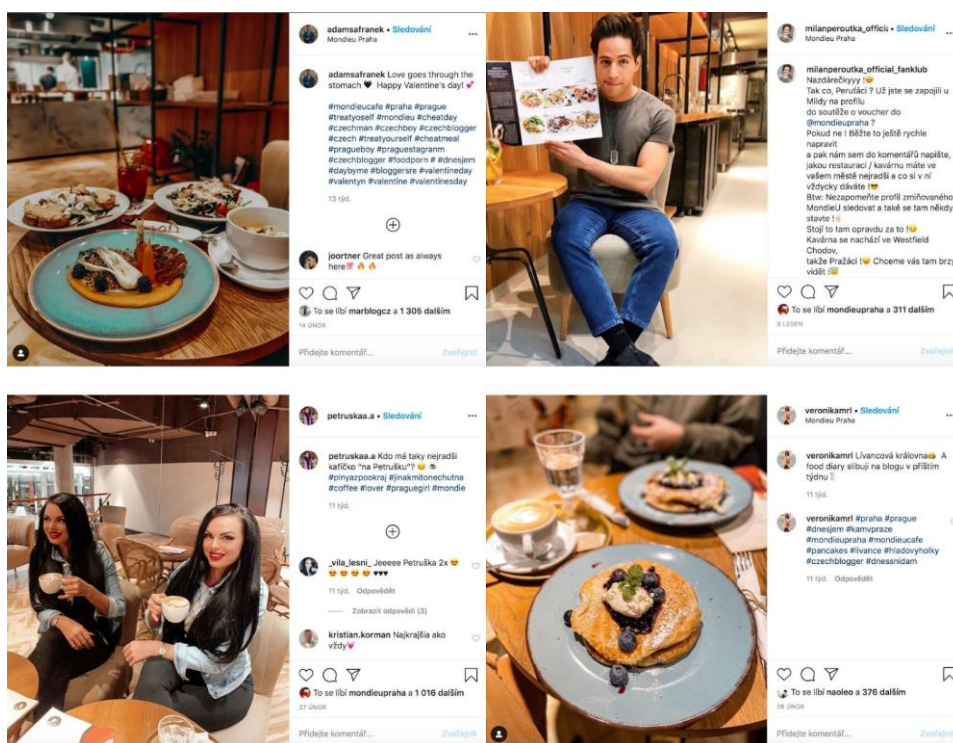 adamsafranek • Sledování
Mondieu Praha
adamsafranek Love goes through the
stomach 🖤 Happy Valentine's day! 💕
#mondieucafe #praha #prague
#treatyoself #mondieu #cheatday
#czechman #czechboy #czechblogger
#czech #treatyourself #cheatmeal
#pragueboy #praguestagranm
#czechblogger #foodporn # #dnesjem
#daybyme #bloggersre #valentineday
#valentyn #valentine #valentinesday
13 týd.
joortner Great post as always
here💯 🔥 🔥
To se líbí marblogcz a 1 305 dalším
14 ÚNOR
Přidejte komentář...
Zveřejnit
milanperoutka_offici • Sledování
Mondieu Praha
milanperoutka_official_fanklub
Nazdárečkyyy !😄
Tak co, Peruťáci ? Už jste se zapojili u
Mildy na profilu
do soutěže o voucher do
@mondieupraha ?
Pokud ne ! Běžte to ještě rychle
napravit
a pak nám sem do komentářů napište,
jakou restauraci / kavárnu máte ve
vašem městě nejradši a co si v ní
vždycky dáváte !😎
Btw: Nezapomeňte profil zmiňovaného
MondieU sledovat a také se tam někdy
stavte !
Stojí to tam opravdu za to !😉
Kavárna se nachází ve Westfield
Chodov,
takže Pražáci !😜 Chceme vás tam brzy
vidět !😇
To se líbí mondieupraha a 311 dalším
8 LEDEN
Přidejte komentář...
Zveřejnit
petruskaa.a • Sledování
petruskaa.a Kdo má taky nejradši
kafíčko "na Petrušku"? 😊 ☕
#pinyazpookraj #jinakmitonechutna
#coffee #lover #praguegirl #mondie
11 týd.
_vila_lesni_ Jeeeee Petruška 2x 😍
😍 😍 😍 😍 ♥♥♥
11 týd. Odpovědět
Zobrazit odpovědi (3)
kristian.korman Najkrajšia ako
vždy💓
To se líbí mondieupraha a 1 016 dalším
27 ÚNOR
Přidejte komentář...
Zveřejnit
veronikamrl • Sledování
Mondieu Praha
veronikamrl Lívancová královna A
food diary slibuji na blogu v příštím
týdnu
11 týd.
veronikamrl #praha #prague
#dnesjem #kamvpraze
#mondieupraha #mondieucafe
#pancakes #livance #hladovyholky
#czechblogger #dnessnidam
11 týd. Odpovědět
To se líbí naoleo a 376 dalším
28 ÚNOR
Přidejte komentář...
Zveřejnit